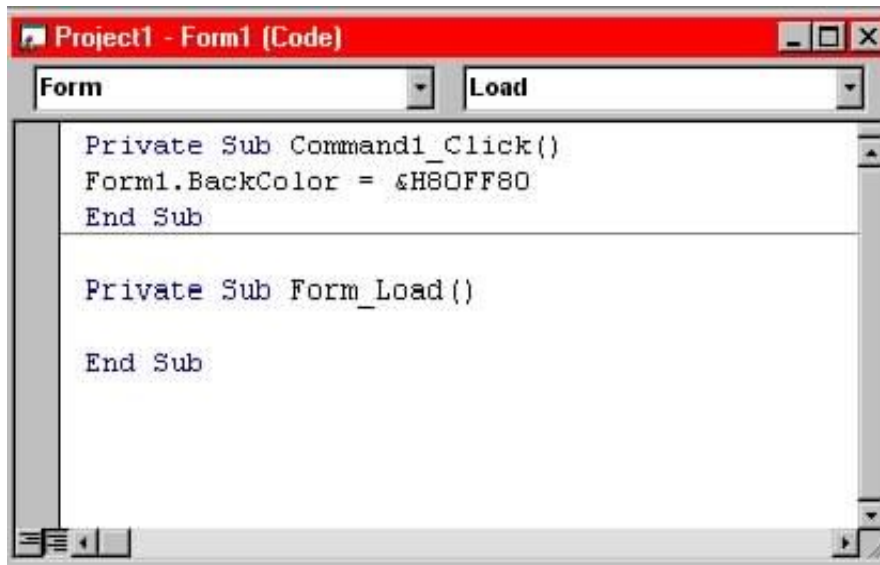 Project1 - Form1 (Code)
Form Load
Private Sub Command1_Click()
Form1.BackColor = &H80FF80
End Sub
Private Sub Form_Load()
End Sub